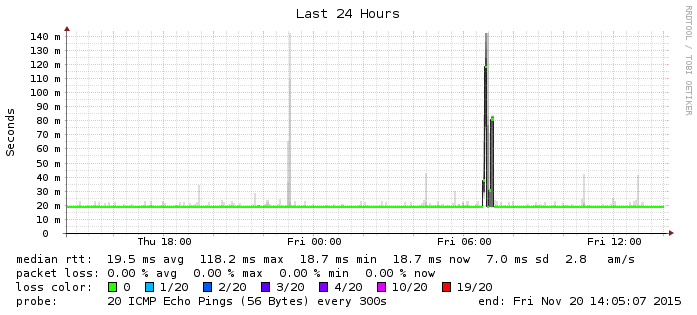 Last 24 Hours
RRDTOOL / TOBI OETIKER
Seconds
140 m
130 m
120 m
110 m
100 m
90 m
80 m
70 m
60 m
50 m
40 m
30 m
20 m
10 m
0
Thu 18:00 Fri 00:00 Fri 06:00 Fri 12:00
median rtt: 19.5 ms avg 118.2 ms max 18.7 ms min 18.7 ms now 7.0 ms sd 2.8 am/s
packet loss: 0.00 % avg 0.00 % max 0.00 % min 0.00 % now
loss color: 0 1/20 2/20 3/20 4/20 10/20 19/20
probe: 20 ICMP Echo Pings (56 Bytes) every 300s end: Fri Nov 20 14:05:07 2015